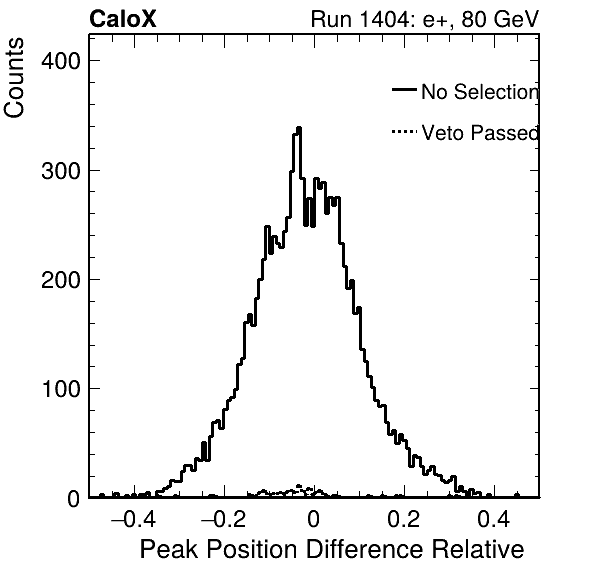 CaloX Run 1404: e+, 80 GeV
Counts
400
300
200
100
0
No Selection
Veto Passed
−0.4 −0.2 0 0.2 0.4
Peak Position Difference Relative